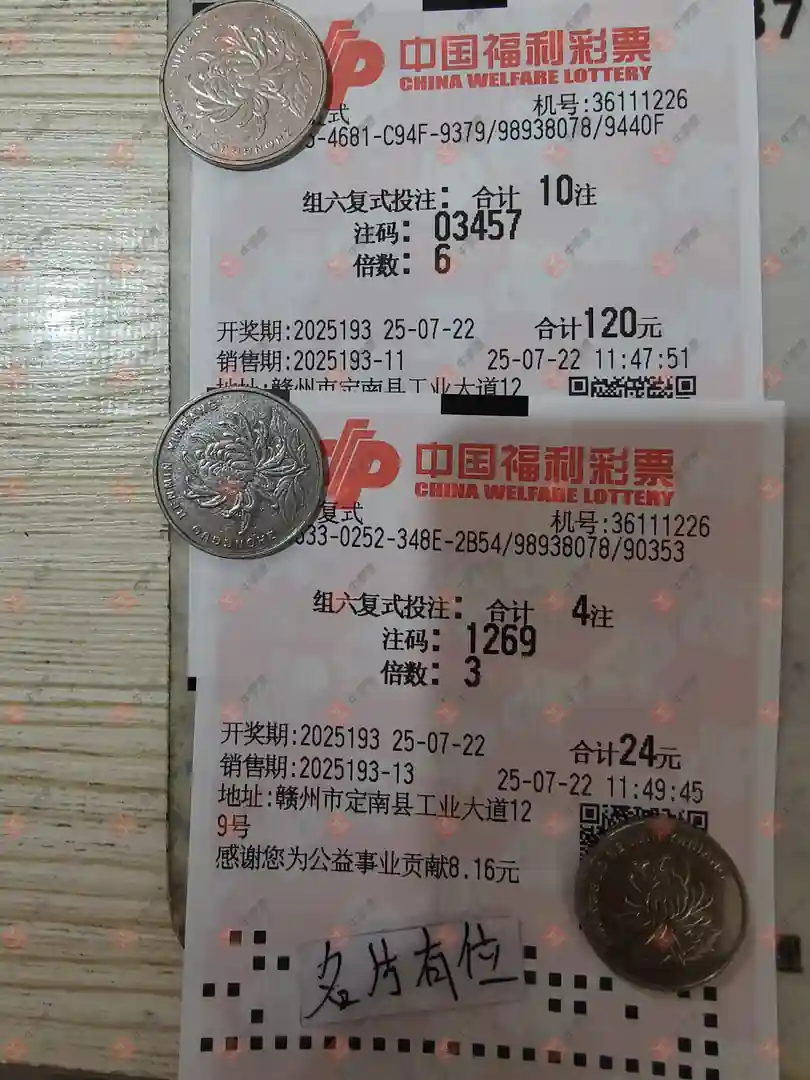 中国福利彩票
CHINA WELFARE LOTTERY
复式
机号:36111226
-4681-C94F-9379/98938078/9440F
组六复式投注: 合计 10注
注码: 03457
倍数: 6
开奖期:2025193 25-07-22 合计120元
销售期:2025193-11 25-07-22 11:47:51
地址:赣州市定南县工业大道12
中国福利彩票
CHINA WELFARE LOTTERY
复式
机号:36111226
033-0252-348E-2B54/98938078/90353
组六复式投注: 合计 4注
注码: 1269
倍数: 3
开奖期:2025193 25-07-22 合计24元
销售期:2025193-13 25-07-22 11:49:45
地址:赣州市定南县工业大道12
9号
感谢您为公益事业贡献8.16元
名片有位